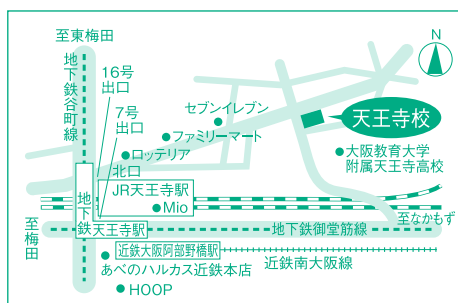 至東梅田
N
地下鉄谷町線
16号
出口
7号
出口
セブンイレブン
ファミリーマート
ロッテリア
天王寺校
大阪教育大学
附属天王寺高校
北口
JR天王寺駅
Mio
地下鉄
天王寺駅
至梅田
至なかもず
地下鉄御堂筋線
近鉄大阪阿部野橋駅
近鉄南大阪線
あべのハルカス近鉄本店
HOOP